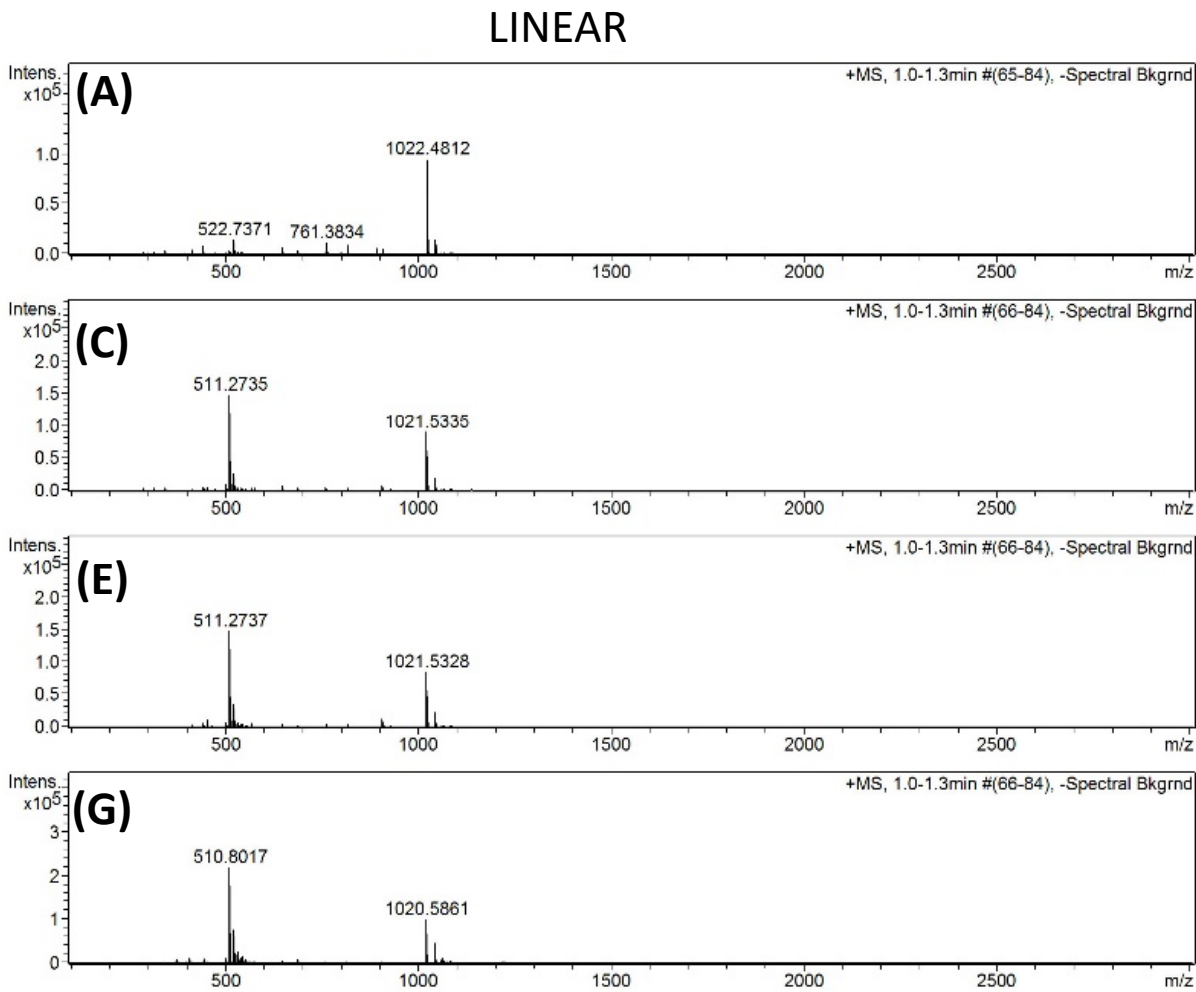 LINEAR
Intens.
x10^5
(A)
+MS, 1.0-1.3min #(65-84), -Spectral Bkgrnd
1022.4812
1.0
0.5
522.7371 761.3834
0.0
500 1000 1500 2000 2500 m/z
Intens.
x10^5
(C)
+MS, 1.0-1.3min #(66-84), -Spectral Bkgrnd
2.0
511.2735
1.5
1021.5335
1.0
0.5
0.0
500 1000 1500 2000 2500 m/z
Intens.
x10^5
(E)
+MS, 1.0-1.3min #(66-84), -Spectral Bkgrnd
2.0
511.2737
1.5
1021.5328
1.0
0.5
0.0
500 1000 1500 2000 2500 m/z
Intens.
x10^5
(G)
+MS, 1.0-1.3min #(66-84), -Spectral Bkgrnd
3
510.8017
2
1020.5861
1
0
500 1000 1500 2000 2500 m/z